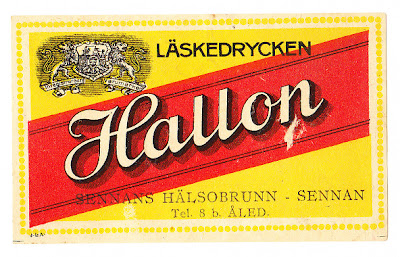 LÄSKEDRYCKEN
Hallon
SENNANS HÄLSOBRUNN - SENNAN
Tel. 8 b. ÅLED.
J.G.A.